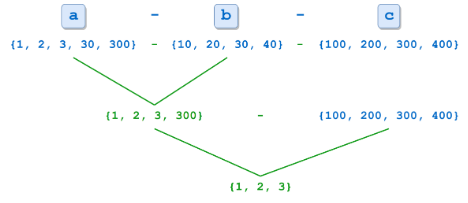 a - b - c
{1, 2, 3, 30, 300} - {10, 20, 30, 40} - {100, 200, 300, 400}
{1, 2, 3, 300} - {100, 200, 300, 400}
{1, 2, 3}